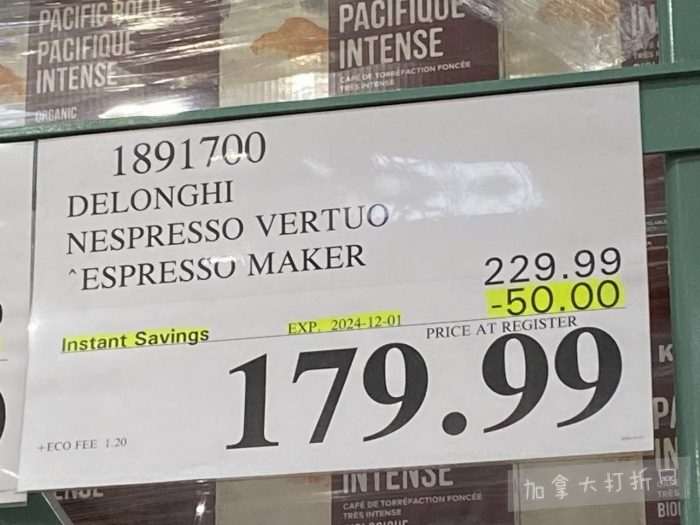 PACIFIC BOLD
PACIFIQUE
INTENSE
ORGANIC
PACIFIQUE
INTENSE
CAFÉ DE TORRÉFACTION FONCÉE
TRÈS INTENSE
1891700
DELONGHI
NESPRESSO VERTUO
^ESPRESSO MAKER
229.99
-50.00
Instant Savings
EXP. 2024-12-01
PRICE AT REGISTER
179.99
+ECO FEE 1.20
INTENSE
CAFÉ DE TORRÉFACTION FONCÉE
TRÈS INTENSE
BIOLOGIQUE
加拿大打折网